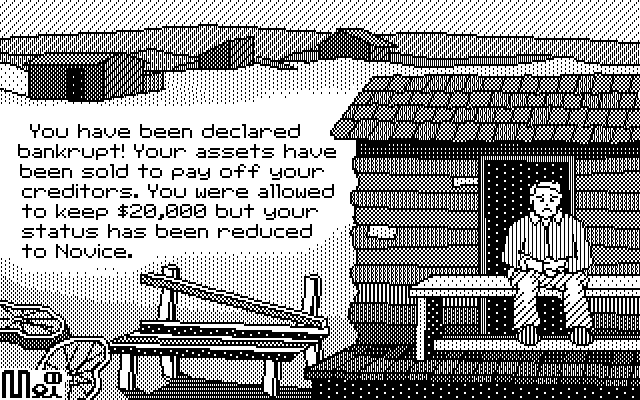 You have been declared
bankrupt! Your assets have
been sold to pay off your
creditors. You were allowed
to keep $20,000 but your
status has been reduced
to Novice.